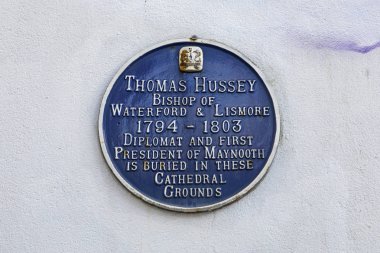 THOMAS HUSSEY
BISHOP OF
WATERFORD & LISMORE
1794 - 1803
DIPLOMAT AND FIRST
PRESIDENT OF MAYNOOTH
IS BURIED IN THESE
CATHEDRAL
GROUNDS